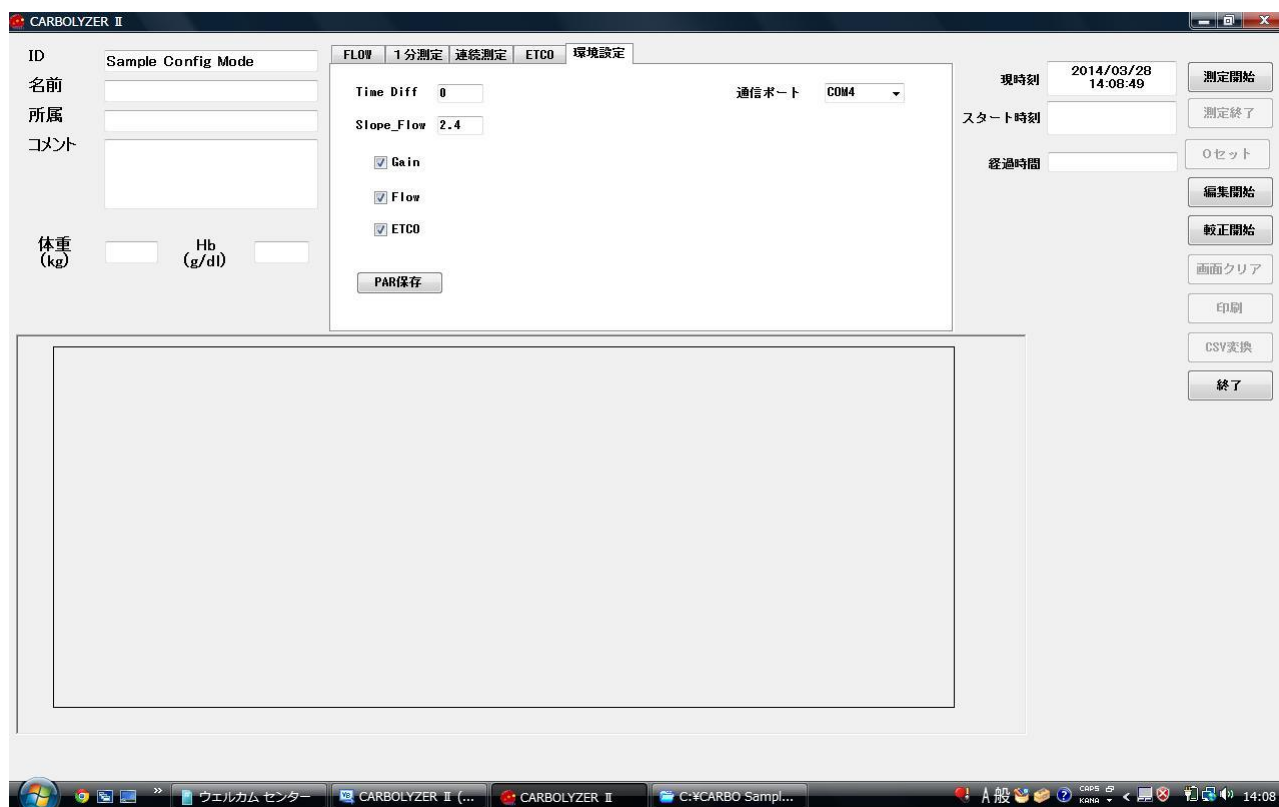 CARBOLYZER Ⅱ
ID
Sample Config Mode
名前
所属
コメント
体重
(kg)
Hb
(g/dl)
FLOW
1分測定
連続測定
ETCO
環境設定
Time Diff 0
Slope_Flow 2.4
Gain
Flow
ETCO
PAR保存
通信ポート COM4
現時刻
2014/03/28
14:08:49
スタート時刻
経過時間
測定開始
測定終了
0セット
編集開始
較正開始
画面クリア
印刷
CSV変換
終了
ウェルカム センター
CARBOLYZER Ⅱ (...
CARBOLYZER Ⅱ
C:¥CARBO Sampl...
A 般
CAPS
KANA
14:08